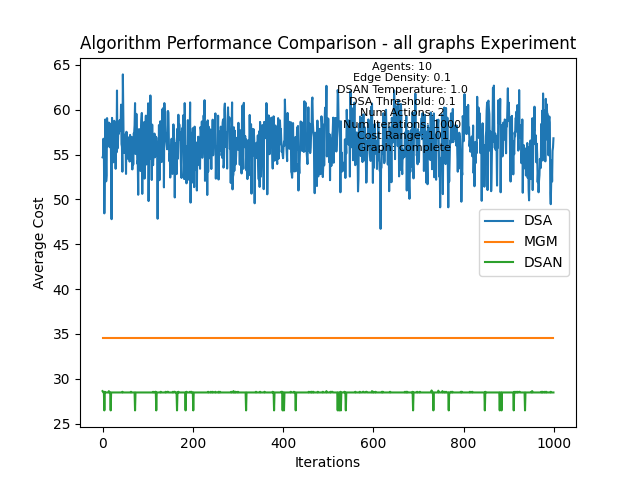 Algorithm Performance Comparison - all graphs Experiment
Agents: 10
Edge Density: 0.1
DSAN Temperature: 1.0
DSA Threshold: 0.1
Num Actions: 2
Num Iterations: 1000
Cost Range: 101
Graph: complete
65
60
55
50
45
40
35
30
25
Average Cost
DSA
MGM
DSAN
0
200
400
600
800
1000
Iterations